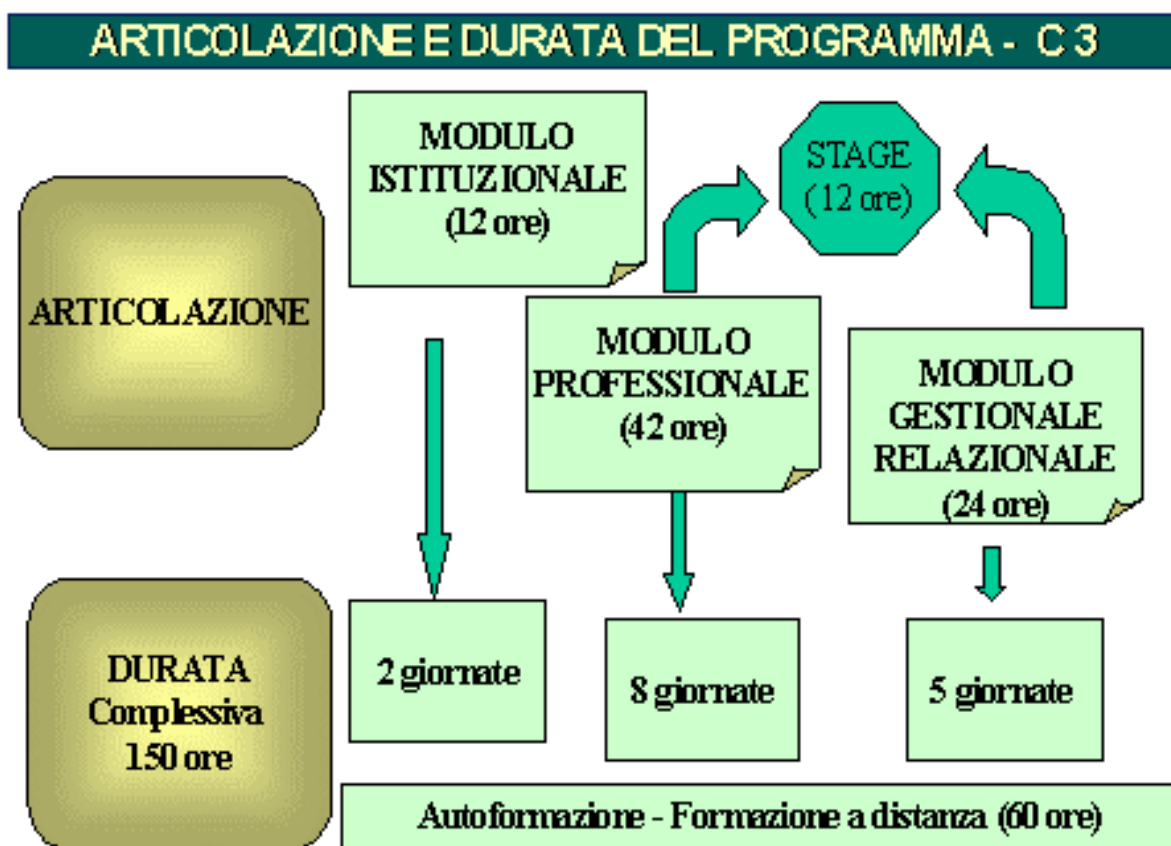 ARTICOLAZIONE E DURATA DEL PROGRAMMA - C 3
MODULO
ISTITUZIONALE
(12 ore)
STAGE
(12 ore)
ARTICOLAZIONE
MODULO
PROFESSIONALE
(42 ore)
MODULO
GESTIONALE
RELAZIONALE
(24 ore)
DURATA
Complessiva
150 ore
2 giornate
8 giornate
5 giornate
Autoformazione - Formazione a distanza (60 ore)